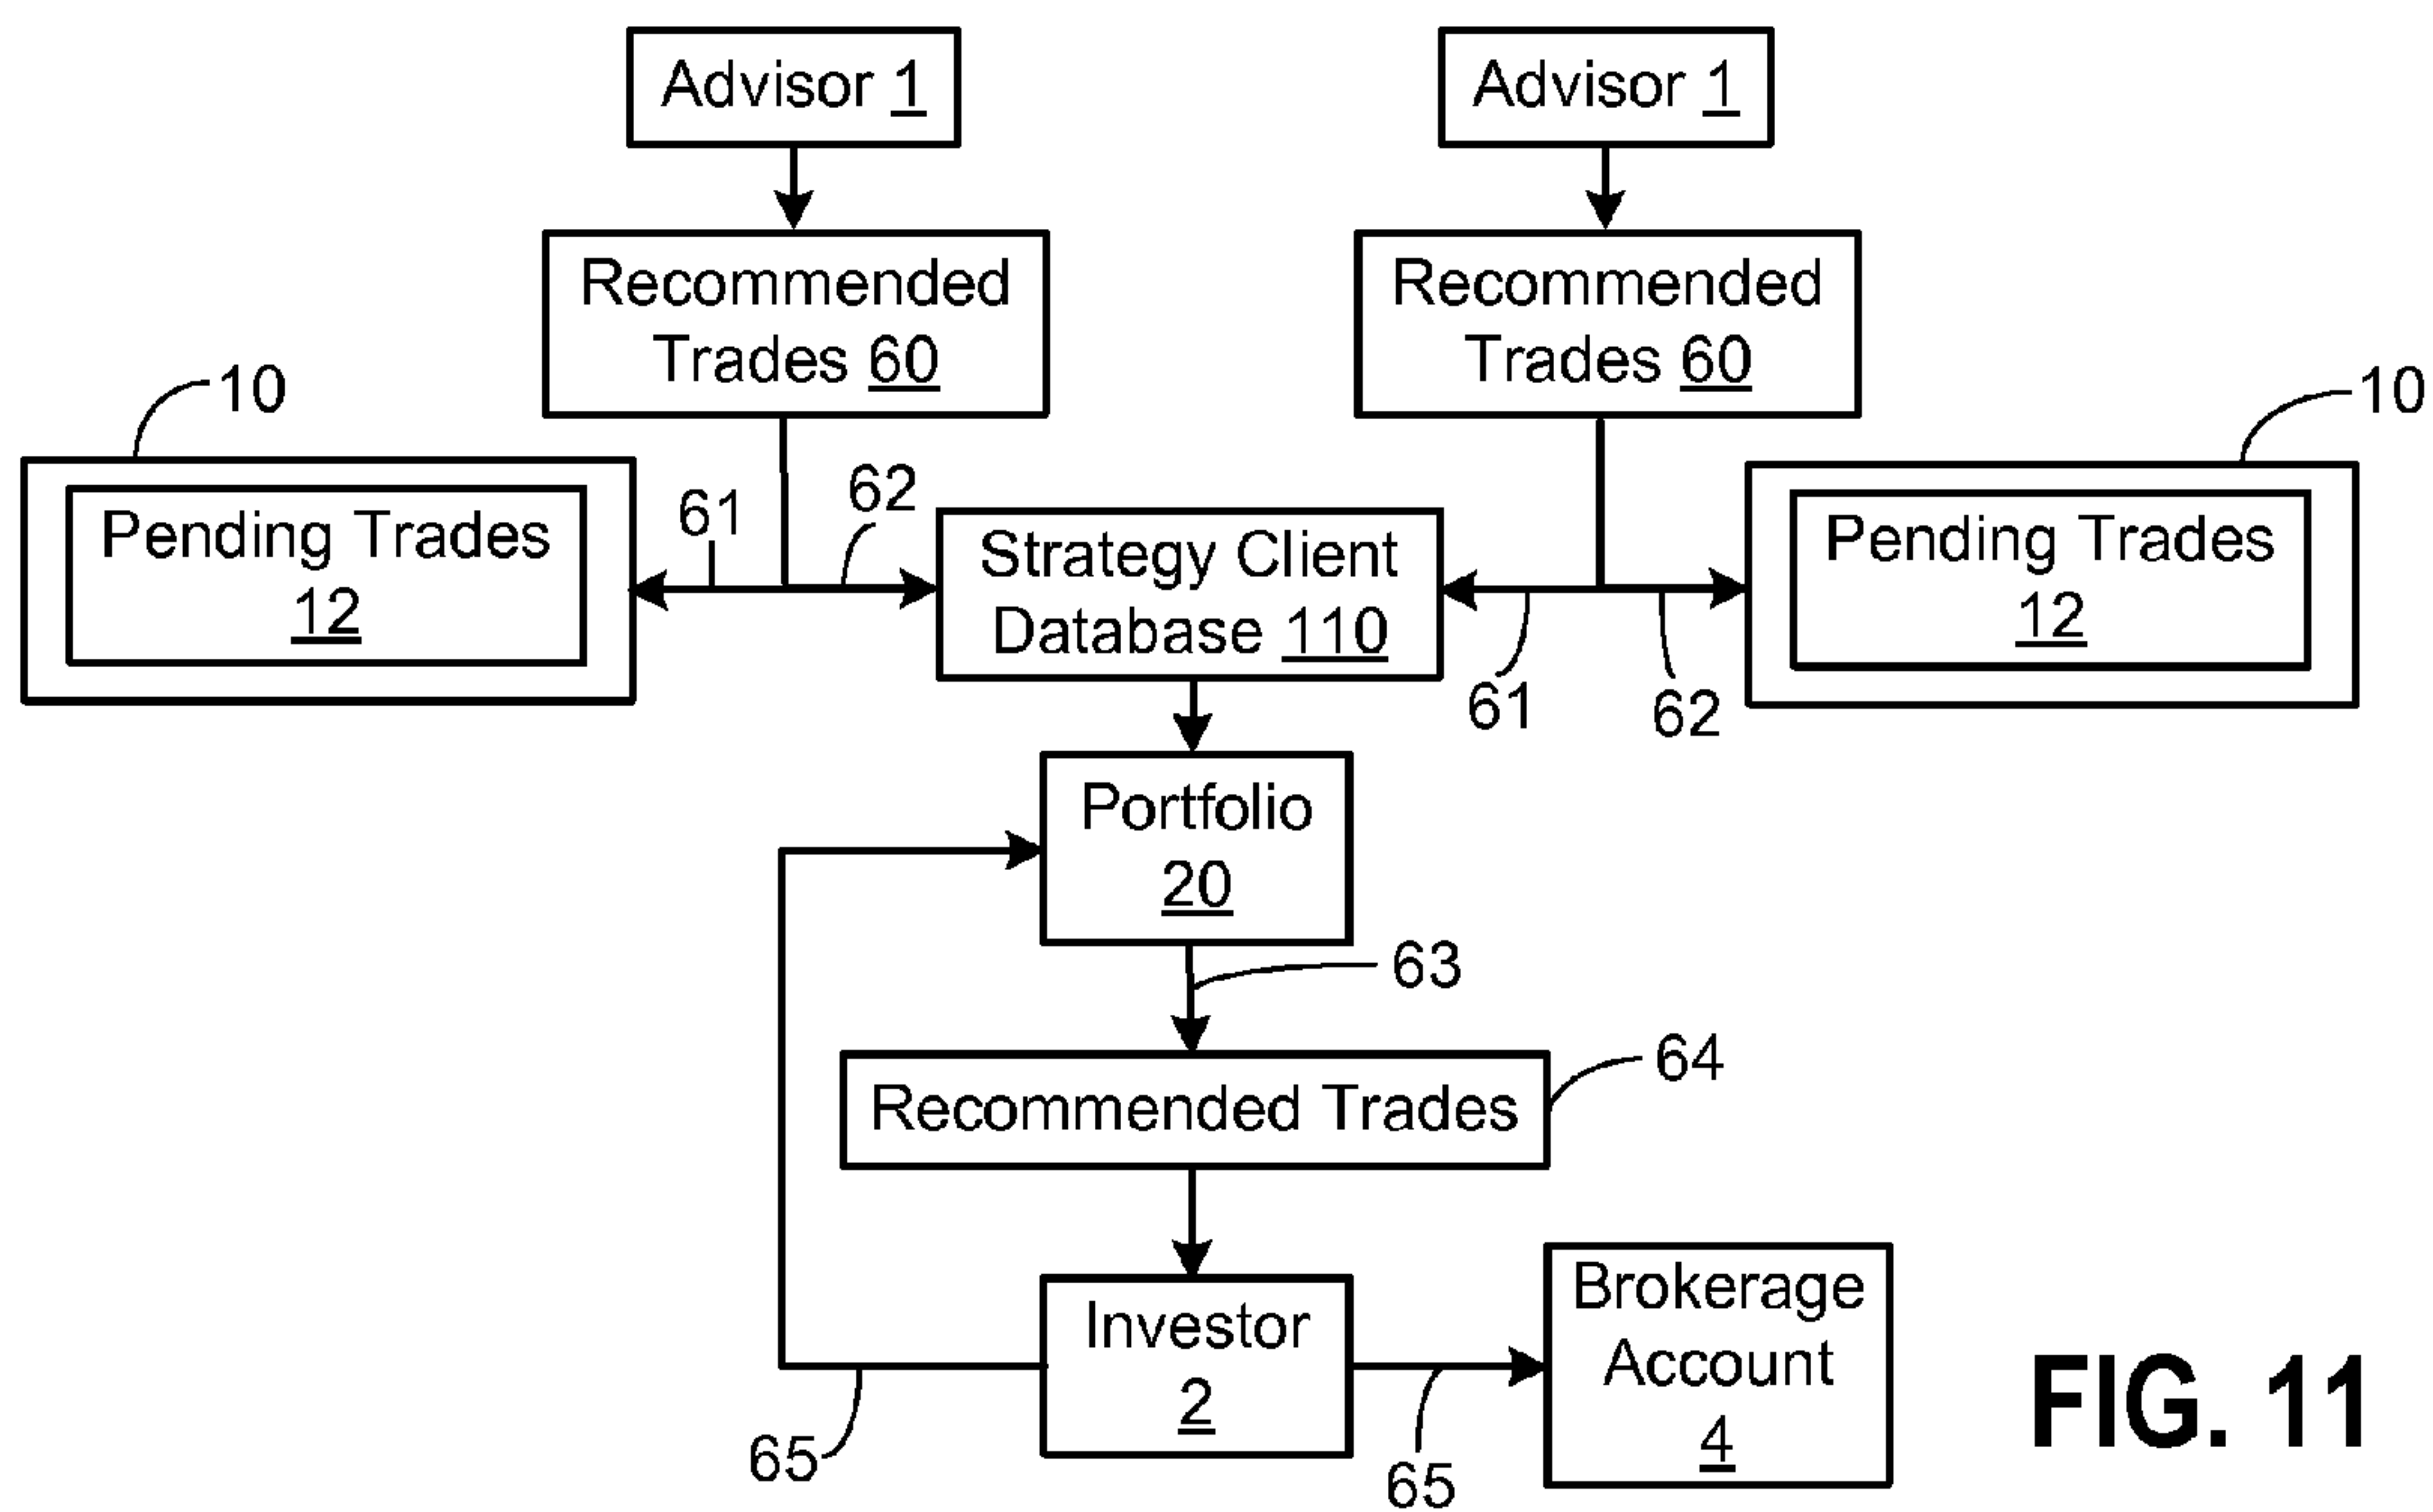 Advisor 1
Advisor 1
Recommended
Trades 60
Recommended
Trades 60
10
10
Pending Trades
12
61
62
Strategy Client
Database 110
61
62
Pending Trades
12
Portfolio
20
63
Recommended Trades
64
Investor
2
65
65
Brokerage
Account
4
FIG. 11